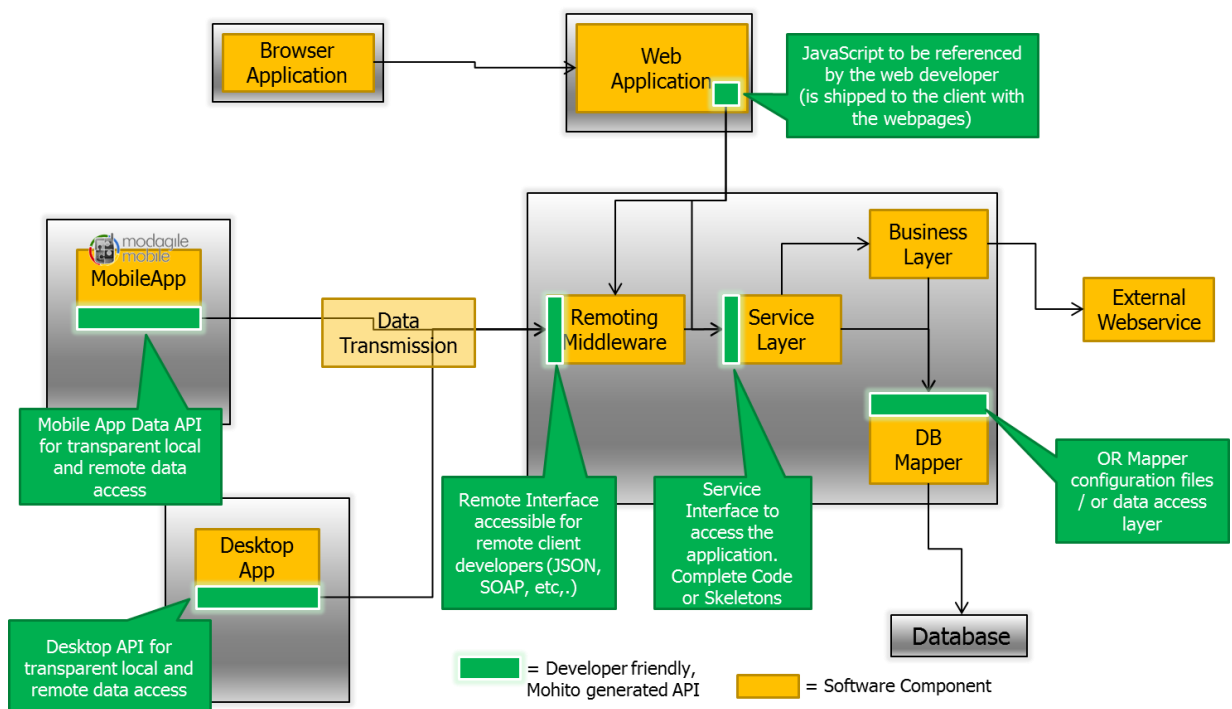 Browser
Application
Web
Application
JavaScript to be referenced
by the web developer
(is shipped to the client with
the webpages)
modagile
mobile
MobileApp
Data
Transmission
Remoting
Middleware
Service
Layer
Business
Layer
External
Webservice
DB
Mapper
Mobile App Data API
for transparent local
and remote data
access
Desktop
App
Desktop API for
transparent local and
remote data access
Remote Interface
accessible for
remote client
developers (JSON,
SOAP, etc,.)
Service
Interface to
access the
application.
Complete Code
or Skeletons
OR Mapper
configuration files
/ or data access
layer
Database
= Developer friendly,
Mohito generated API
= Software Component